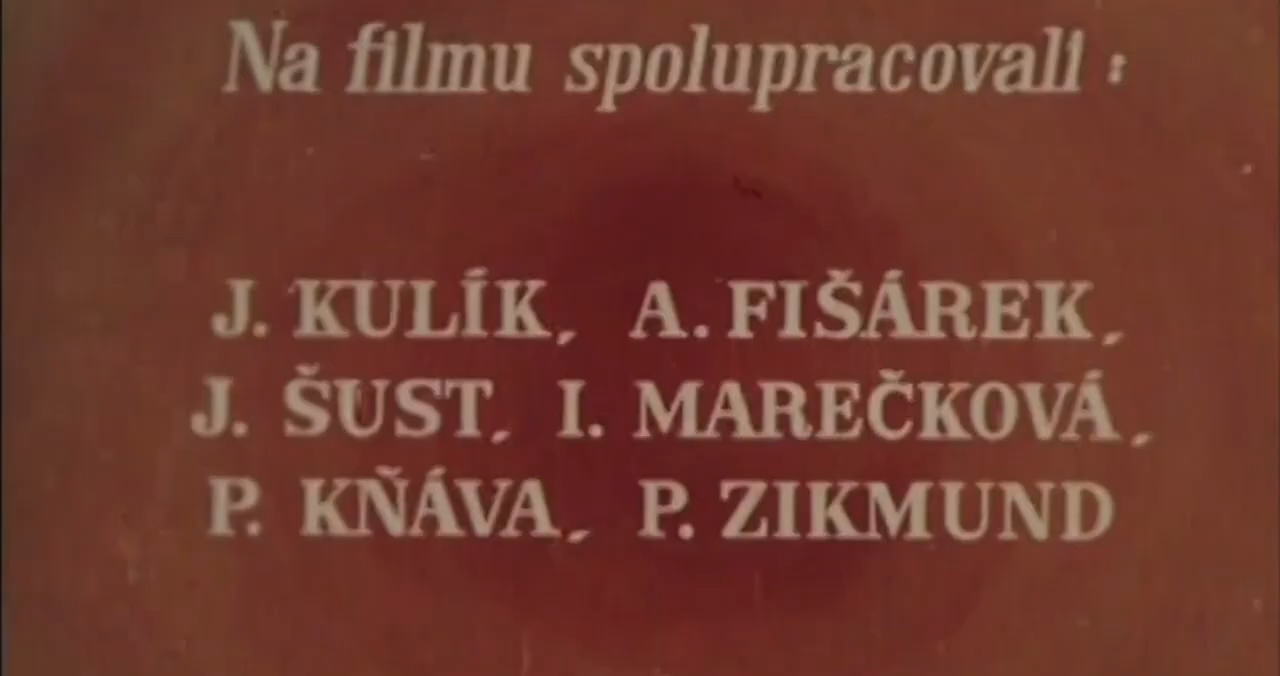 Na filmu spolupracovali :
J. KULÍK, A. FIŠÁREK,
J. ŠUST, I. MAREČKOVÁ,
P. KŇÁVA, P. ZIKMUND